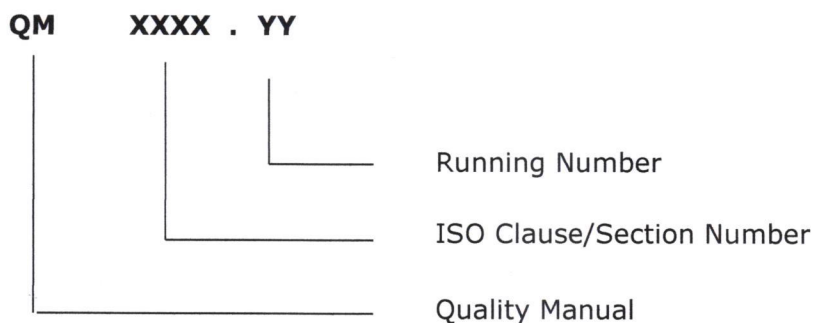 QM XXXX . YY
Running Number
ISO Clause/Section Number
Quality Manual